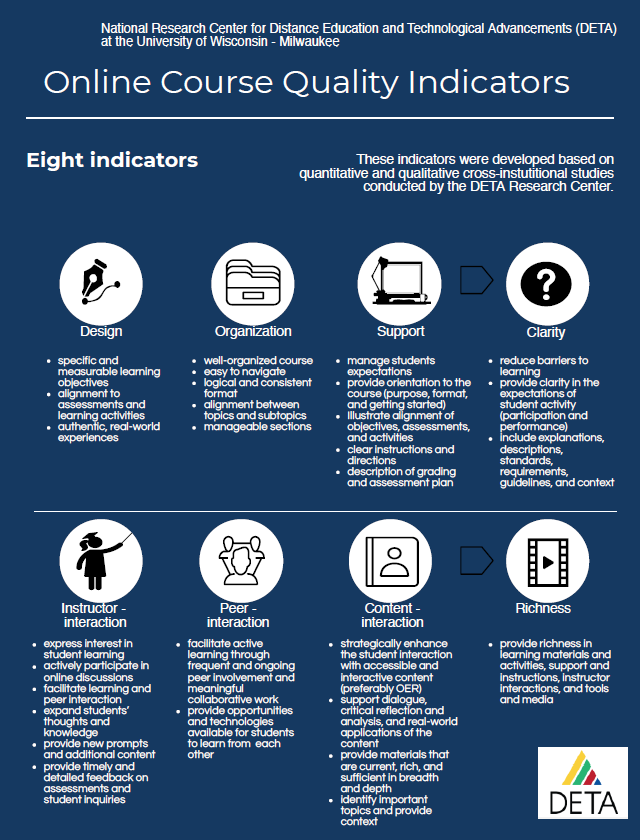 National Research Center for Distance Education and Technological Advancements (DETA)
at the University of Wisconsin - Milwaukee
Online Course Quality Indicators
Eight indicators
These indicators were developed based on
quantitative and qualitative cross-instutitional studies
conducted by the DETA Research Center.
Design
• specific and
measurable learning
objectives
• alignment to
assessments and
learning activities
• authentic, real-world
experiences
Organization
• well-organized course
• easy to navigate
• logical and consistent
format
• alignment between
topics and subtopics
• manageable sections
Support
• manage students
expectations
• provide orientation to the
course (purpose, format,
and getting started)
• Illustrate alignment of
objectives, assessments,
and activities
• clear instructions and
directions
• description of grading
and assessment plan
Clarity
• reduce barriers to
learning
• provide clarity in the
expectations of
student activity
(participation and
performance)
• include explanations,
descriptions,
standards,
requirements,
guidelines, and context
Instructor -
interaction
• express interest in
student learning
• actively participate in
online discussions
• facilitate learning and
peer interaction
• expand students’
thoughts and
knowledge
• provide new prompts
and additional content
• provide timely and
detailed feedback on
assessments and
student inquiries
Peer -
interaction
• facilitate active
learning through
frequent and ongoing
peer involvement and
meaningful
collaborative work
• provide opportunities
and technologies
available for students
to learn from each
other
Content -
interaction
• strategically enhance
the student interaction
with accessible and
interactive content
(preferably OER)
• support dialogue,
critical reflection and
analysis, and real-world
applications of the
content
• provide materials that
are current, rich, and
sufficient in breadth
and depth
• identify important
topics and provide
context
Richness
• provide richness in
learning materials and
activities, support and
instructions, instructor
interactions, and tools
and media
DETA